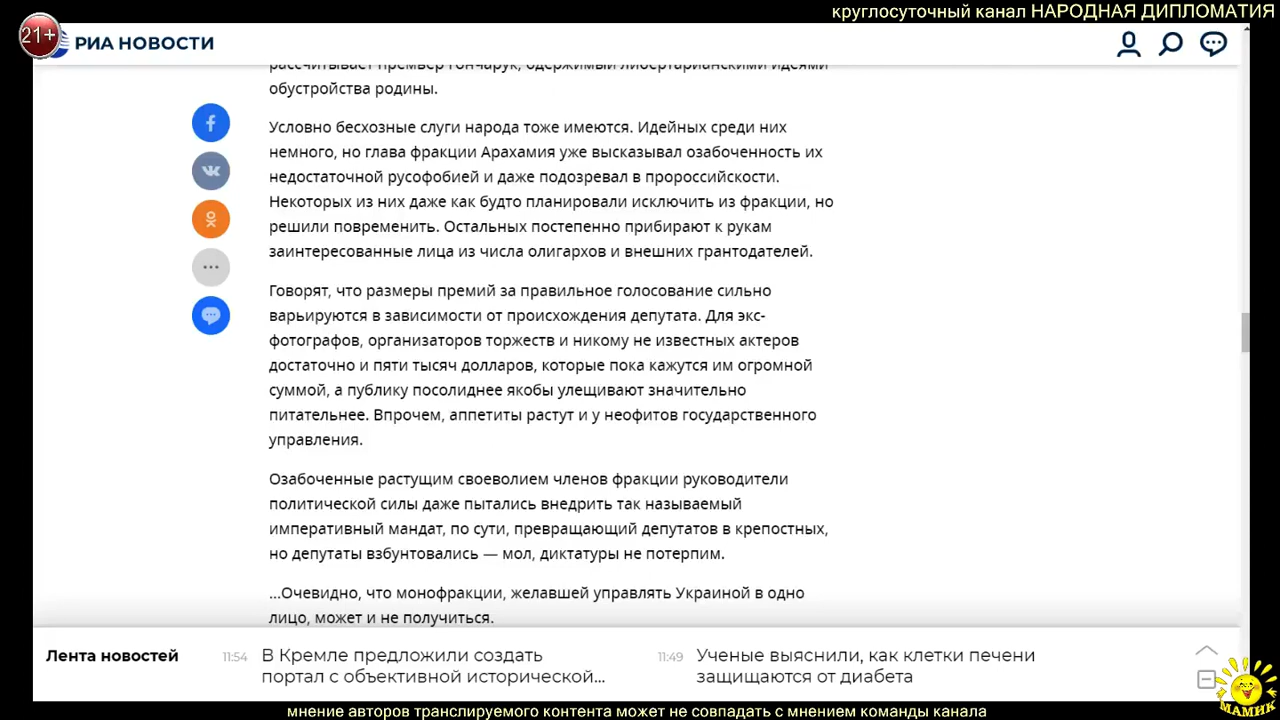 круглосуточный канал НАРОДНАЯ ДИПЛОМАТИЯ
21+
РИА НОВОСТИ
рассчитывает премьер Гончарук, одержимый либертарианскими идеями
обустройства родины.
Условно бесхозные слуги народа тоже имеются. Идейных среди них
немного, но глава фракции Арахамия уже высказывал озабоченность их
недостаточной русофобией и даже подозревал в пророссийскости.
Некоторых из них даже как будто планировали исключить из фракции, но
решили повременить. Остальных постепенно прибирают к рукам
заинтересованные лица из числа олигархов и внешних грантодателей.
Говорят, что размеры премий за правильное голосование сильно
варьируются в зависимости от происхождения депутата. Для экс-
фотографов, организаторов торжеств и никому не известных актеров
достаточно и пяти тысяч долларов, которые пока кажутся им огромной
суммой, а публику посолиднее якобы улещивают значительно
питательнее. Впрочем, аппетиты растут и у неофитов государственного
управления.
Озабоченные растущим своеволием членов фракции руководители
политической силы даже пытались внедрить так называемый
императивный мандат, по сути, превращающий депутатов в крепостных,
но депутаты взбунтовались — мол, диктатуры не потерпим.
...Очевидно, что монофракции, желавшей управлять Украиной в одно
лицо, может и не получиться.
Лента новостей
11:54
В Кремле предложили создать
портал с объективной исторической...
11:49
Ученые выяснили, как клетки печени
защищаются от диабета
МАМИК
мнение авторов транслируемого контента может не совпадать с мнением команды канала